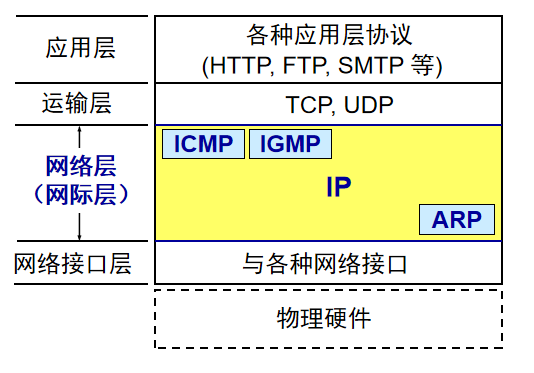 应用层
各种应用层协议
(HTTP, FTP, SMTP 等)
运输层
TCP, UDP
网络层
（网际层）
ICMP
IGMP
IP
ARP
网络接口层
与各种网络接口
物理硬件